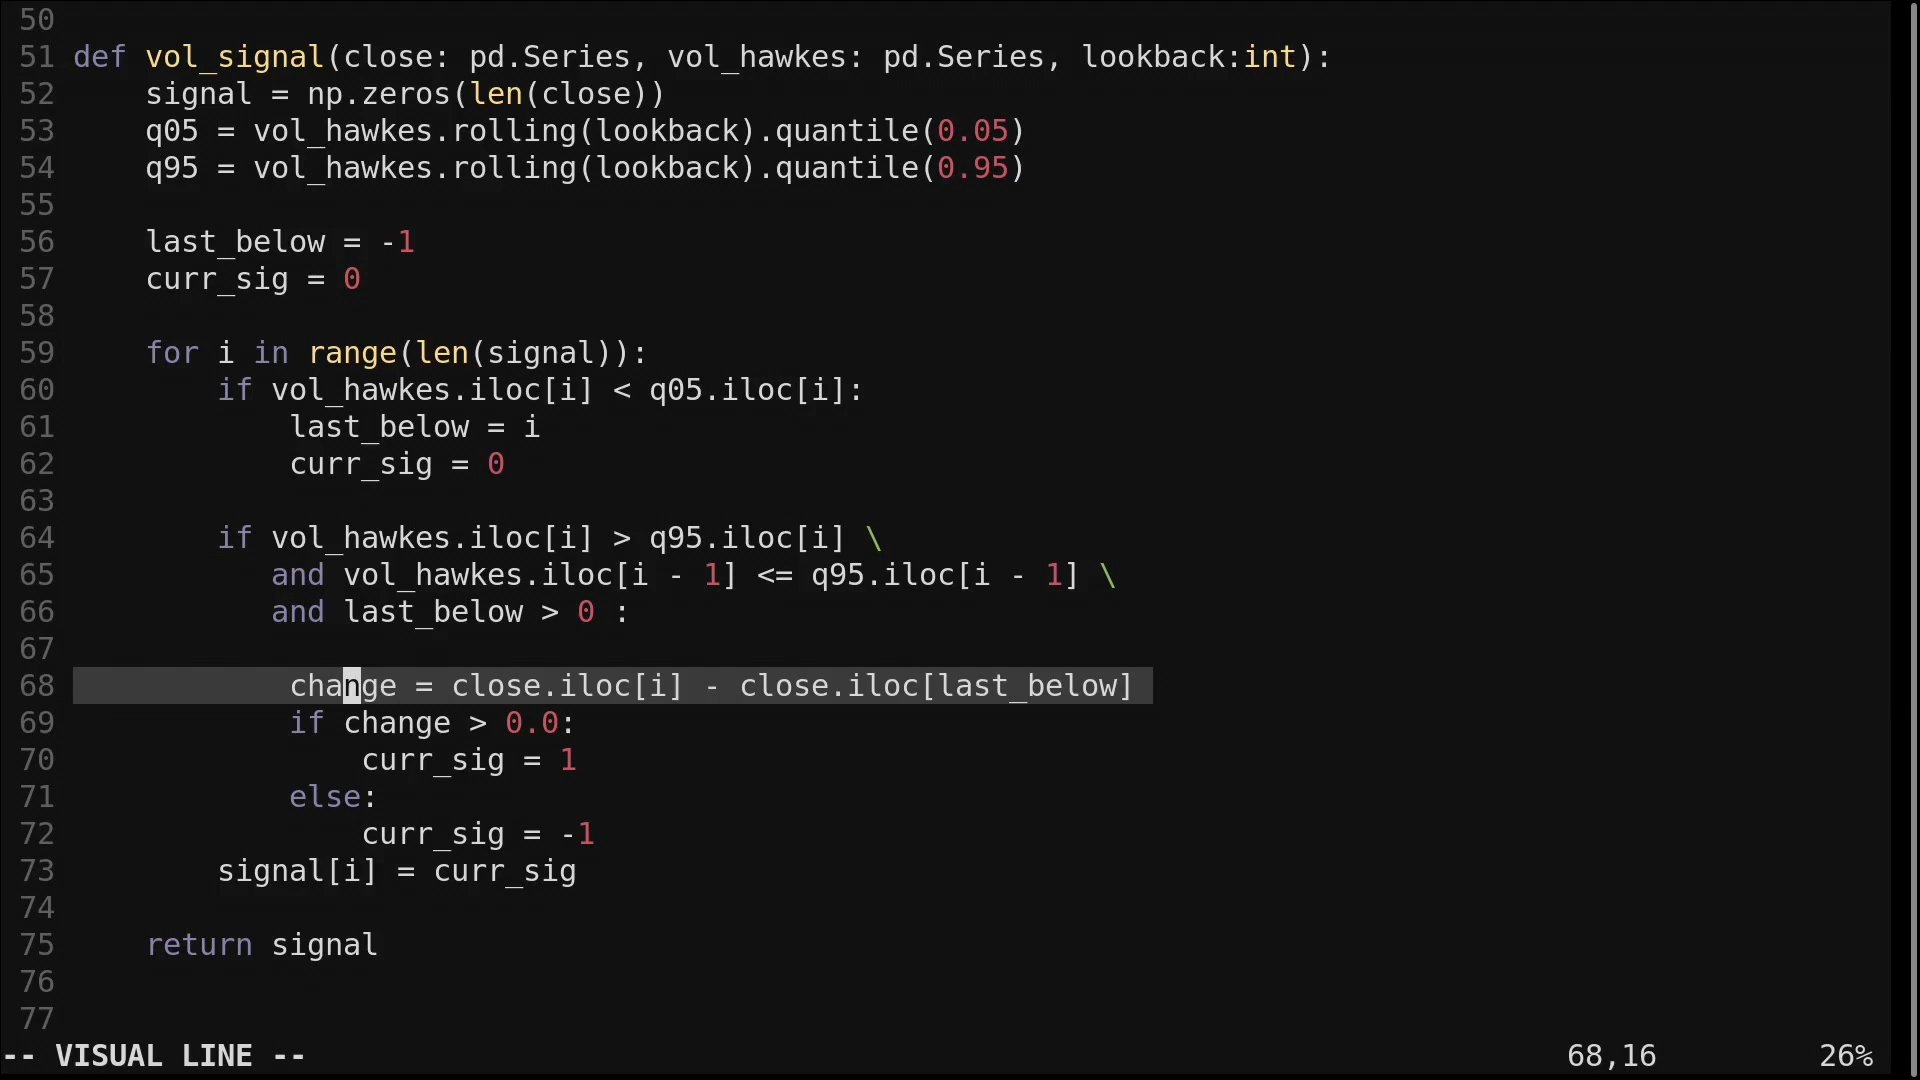 50
51 def vol_signal(close: pd.Series, vol_hawkes: pd.Series, lookback:int):
52     signal = np.zeros(len(close))
53     q05 = vol_hawkes.rolling(lookback).quantile(0.05)
54     q95 = vol_hawkes.rolling(lookback).quantile(0.95)
55
56     last_below = -1
57     curr_sig = 0
58
59     for i in range(len(signal)):
60         if vol_hawkes.iloc[i] < q05.iloc[i]:
61             last_below = i
62             curr_sig = 0
63
64         if vol_hawkes.iloc[i] > q95.iloc[i] \
65            and vol_hawkes.iloc[i - 1] <= q95.iloc[i - 1] \
66            and last_below > 0 :
67
68             change = close.iloc[i] - close.iloc[last_below]
69             if change > 0.0:
70                 curr_sig = 1
71             else:
72                 curr_sig = -1
73         signal[i] = curr_sig
74
75     return signal
76
77
-- VISUAL LINE -- 68,16 26%